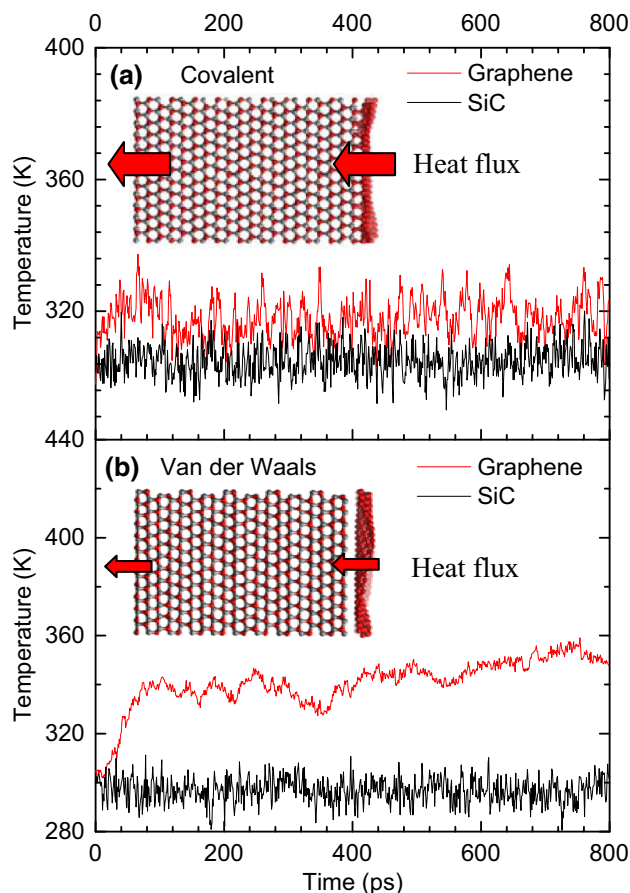 0 200 400 600 800
400
(a) Covalent
Graphene
SiC
360
Heat flux
Temperature (K)
320
440
(b) Van der Waals
Graphene
SiC
400
Heat flux
360
Temperature (K)
320
280
0 200 400 600 800
Time (ps)